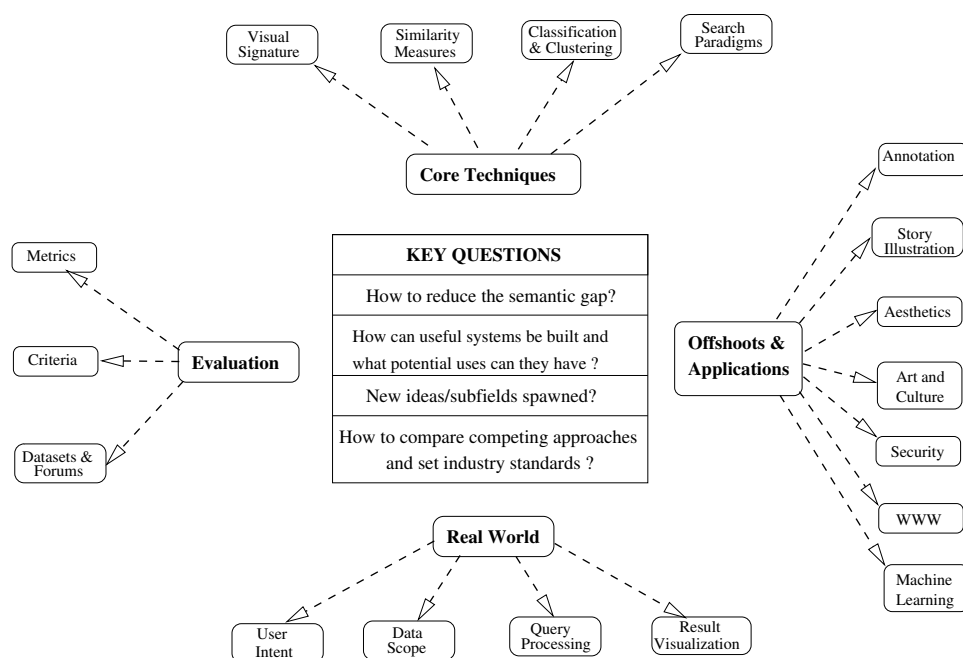 Visual
Signature
Similarity
Measures
Classification
& Clustering
Search
Paradigms
Core Techniques
Annotation
Story
Illustration
Aesthetics
Art and
Culture
Security
WWW
Machine
Learning
Offshoots &
Applications
KEY QUESTIONS
How to reduce the semantic gap?
How can useful systems be built and
what potential uses can they have ?
New ideas/subfields spawned?
How to compare competing approaches
and set industry standards ?
Metrics
Criteria
Datasets &
Forums
Evaluation
Real World
User
Intent
Data
Scope
Query
Processing
Result
Visualization